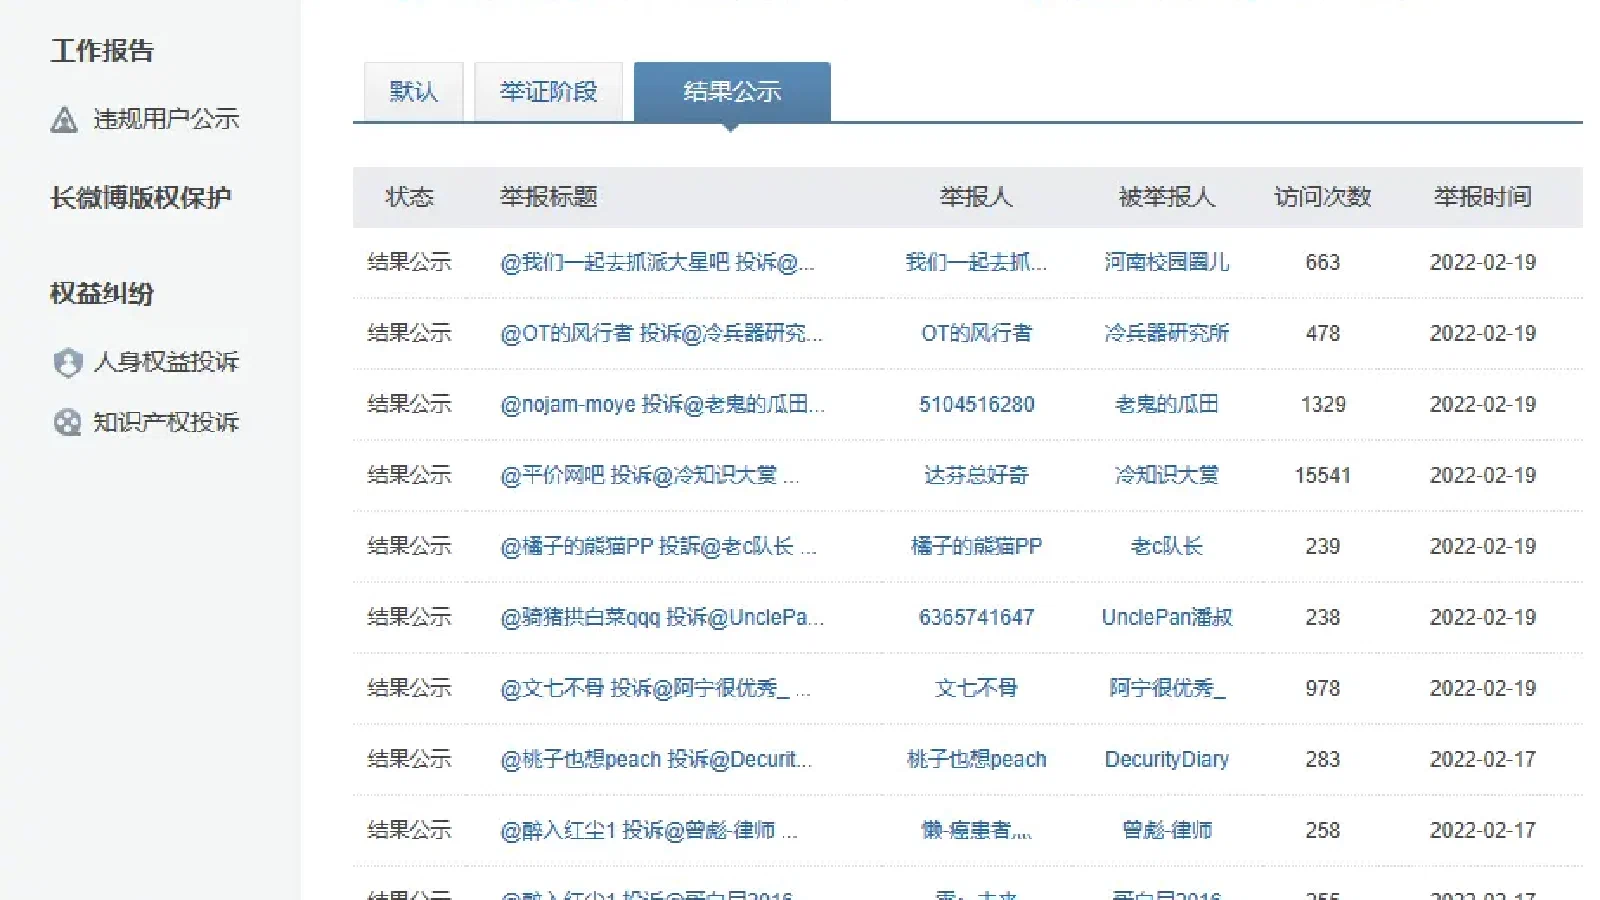 工作报告
违规用户公示
长微博版权保护
权益纠纷
人身权益投诉
知识产权投诉
默认 举证阶段 结果公示
状态 举报标题 举报人 被举报人 访问次数 举报时间
结果公示 @我们一起去抓派大星吧 投诉@... 我们一起去抓... 河南校园圈儿 663 2022-02-19
结果公示 @OT的风行者 投诉@冷兵器研究... OT的风行者 冷兵器研究所 478 2022-02-19
结果公示 @nojam-moye 投诉@老鬼的瓜田... 5104516280 老鬼的瓜田 1329 2022-02-19
结果公示 @平价网吧 投诉@冷知识大赏 ... 达芬总好奇 冷知识大赏 15541 2022-02-19
结果公示 @橘子的熊猫PP 投訴@老c队长 ... 橘子的熊猫PP 老c队长 239 2022-02-19
结果公示 @骑猪拱白菜qqq 投诉@UnclePa... 6365741647 UnclePan潘叔 238 2022-02-19
结果公示 @文七不骨 投诉@阿宁很优秀_ ... 文七不骨 阿宁很优秀_ 978 2022-02-19
结果公示 @桃子也想peach 投诉@Decurit... 桃子也想peach DecurityDiary 283 2022-02-17
结果公示 @醉入红尘1 投诉@曾彪-律师 ... 懒-癌患者灬 曾彪-律师 258 2022-02-17